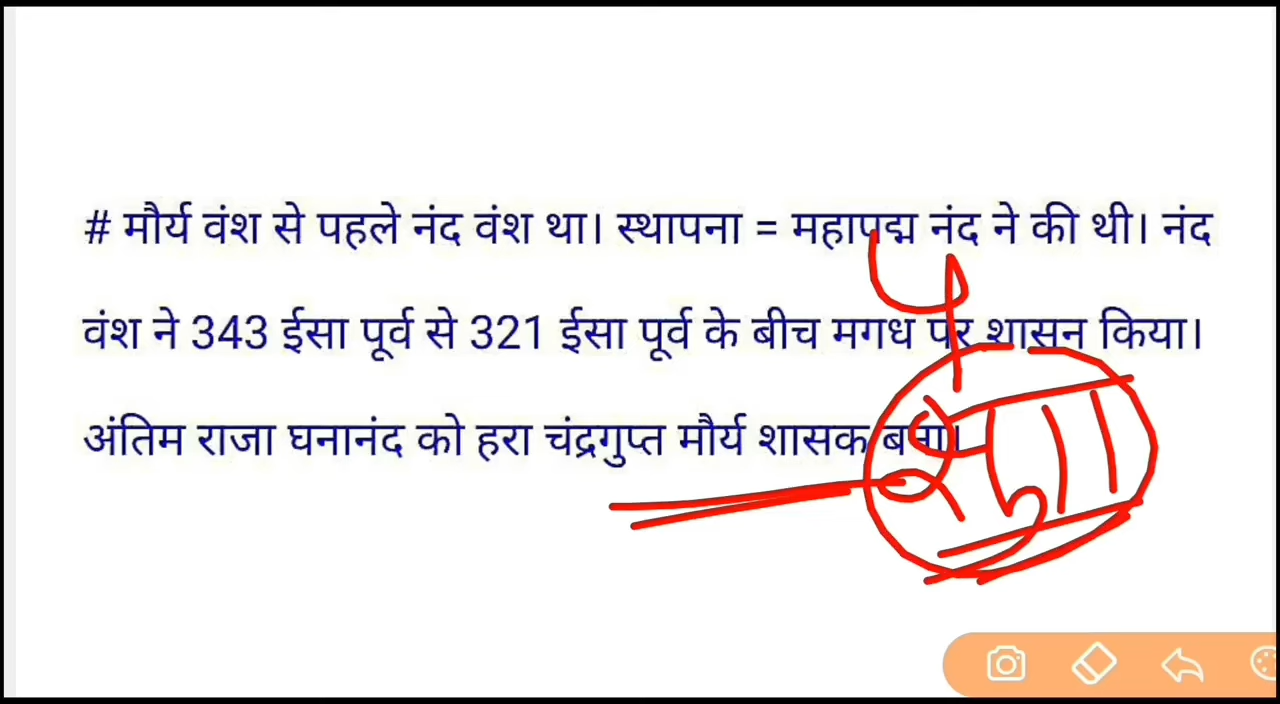 # मौर्य वंश से पहले नंद वंश था। स्थापना = महापद्म नंद ने की थी। नंद
वंश ने 343 ईसा पूर्व से 321 ईसा पूर्व के बीच मगध पर शासन किया।
अंतिम राजा घनानंद को हरा चंद्रगुप्त मौर्य शासक बना।